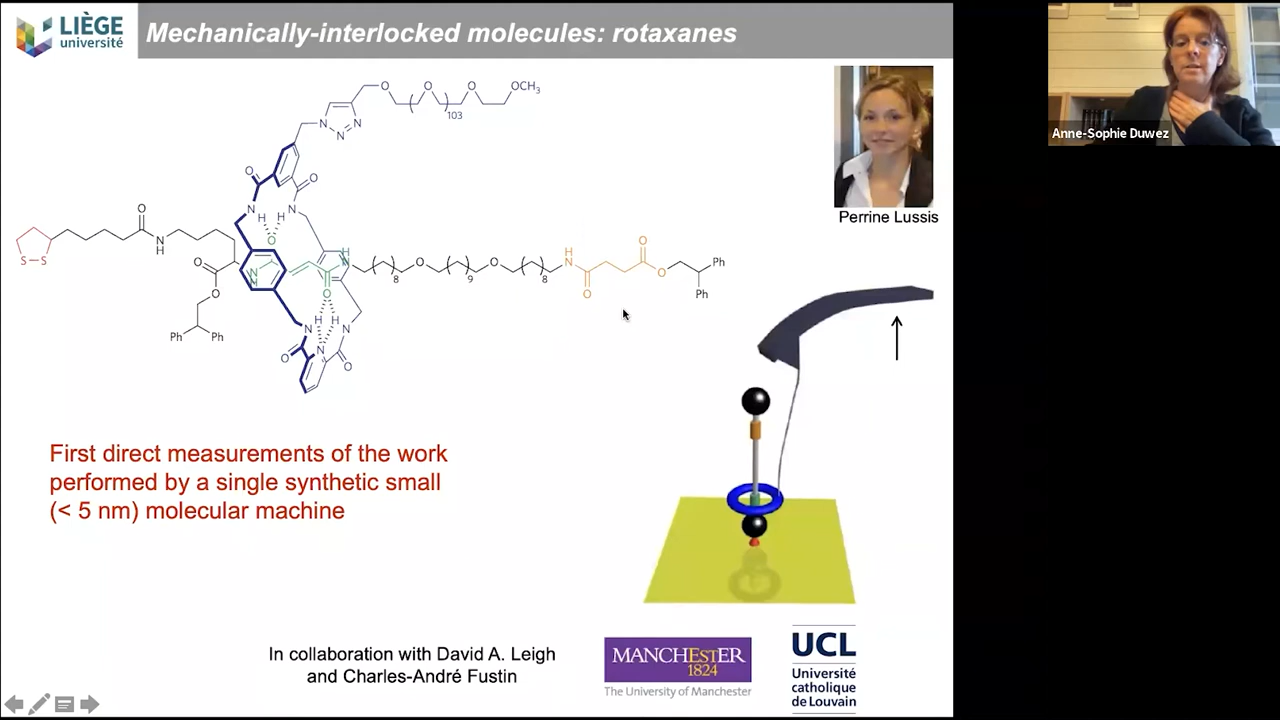 LIÈGE
université
Mechanically-interlocked molecules: rotaxanes
Anne-Sophie Duwez
Perrine Lussis
O
O
O
OCH3
103
N
N
N
O
O
N
H
H
N
O
O
N
H
S
S
O
O
Ph
Ph
N
H
O
H
N
8
O
9
O
8
H
N
O
O
O
Ph
Ph
N
H
H
N
N
O
O
First direct measurements of the work
performed by a single synthetic small
(< 5 nm) molecular machine
In collaboration with David A. Leigh
and Charles-André Fustin
MANCHESTER
1824
The University of Manchester
UCL
Université
catholique
de Louvain